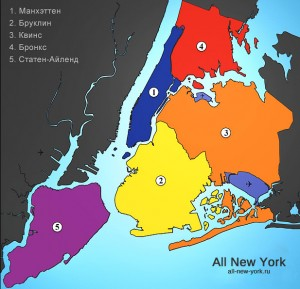 1. Манхэттен
2. Бруклин
3. Квинс
4. Бронкс
5. Статен-Айленд
4
1
3
2
5
All New York
all-new-york.ru